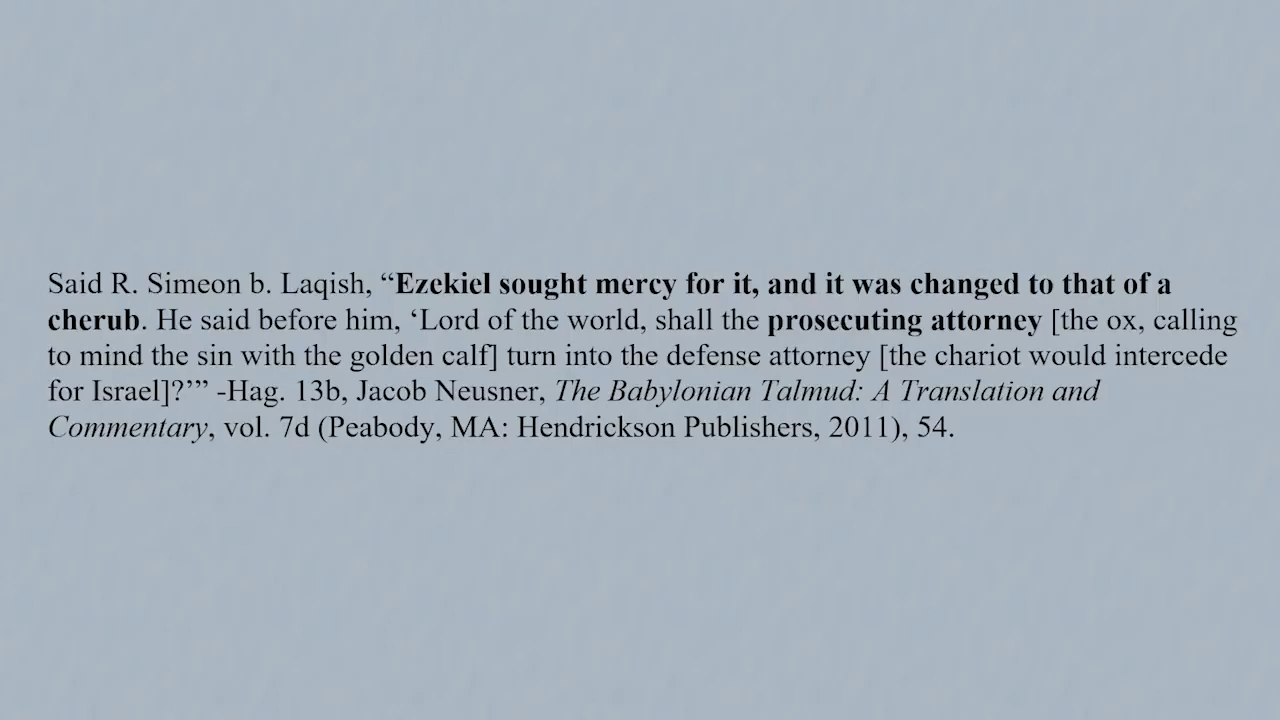 Said R. Simeon b. Laqish, “Ezekiel sought mercy for it, and it was changed to that of a
cherub. He said before him, ‘Lord of the world, shall the prosecuting attorney [the ox, calling
to mind the sin with the golden calf] turn into the defense attorney [the chariot would intercede
for Israel]?’” -Hag. 13b, Jacob Neusner, The Babylonian Talmud: A Translation and
Commentary, vol. 7d (Peabody, MA: Hendrickson Publishers, 2011), 54.